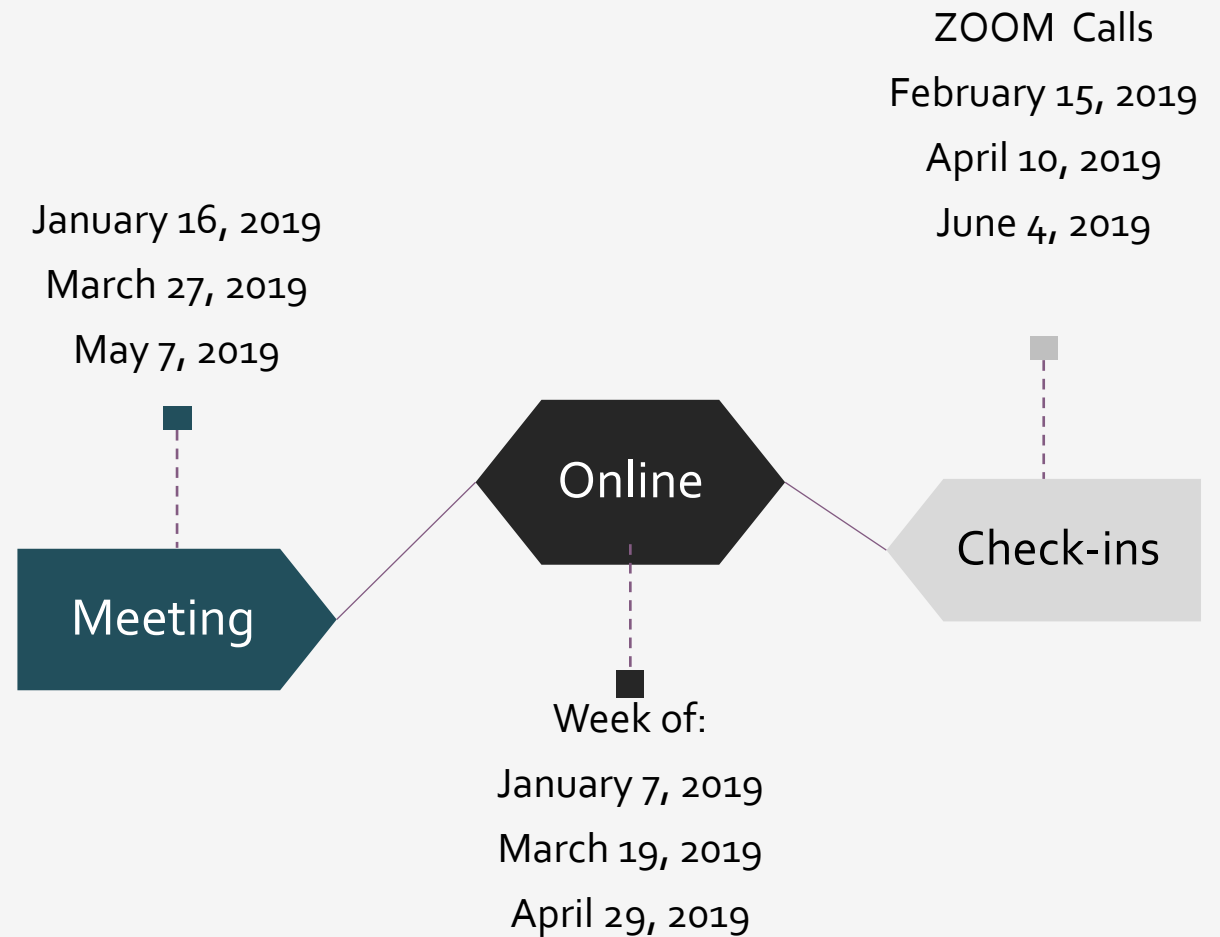 January 16, 2019
March 27, 2019
May 7, 2019
Meeting
Online
Week of:
January 7, 2019
March 19, 2019
April 29, 2019
ZOOM Calls
February 15, 2019
April 10, 2019
June 4, 2019
Check-ins